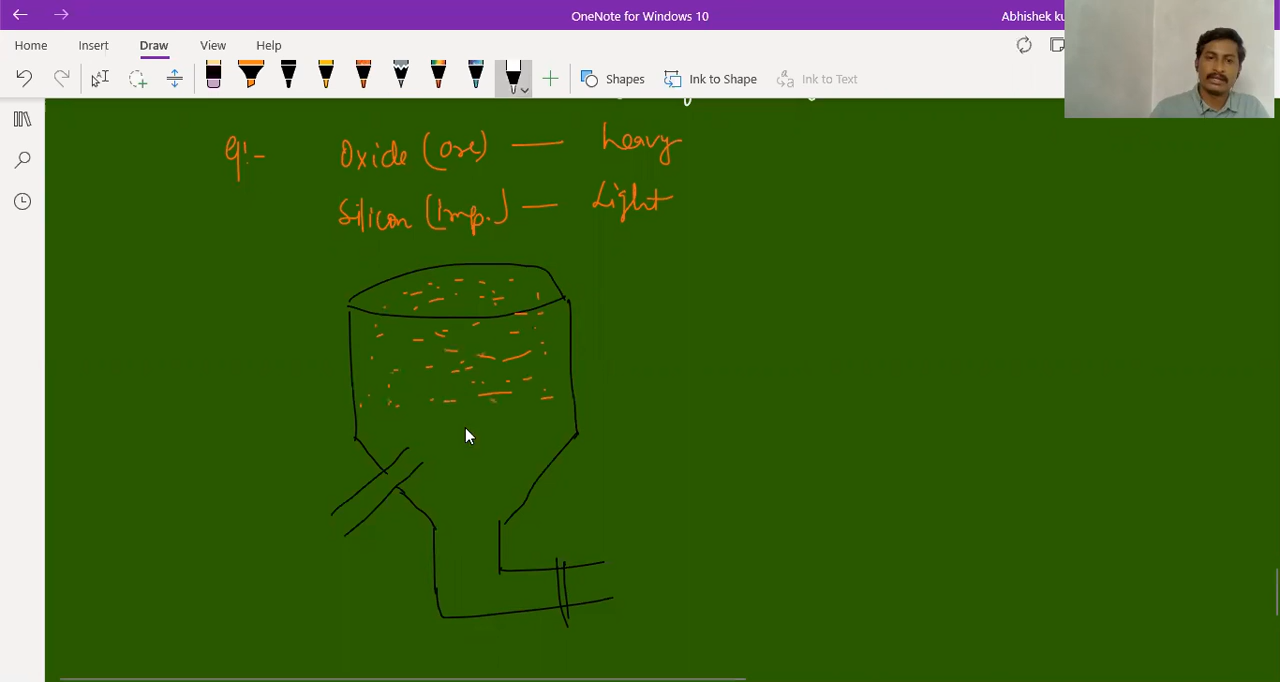 OneNote for Windows 10
Abhishek ku
Home Insert Draw View Help
Shapes Ink to Shape Ink to Text
Oxide (Ore) — heavy
Silicon (Imp.) — Light